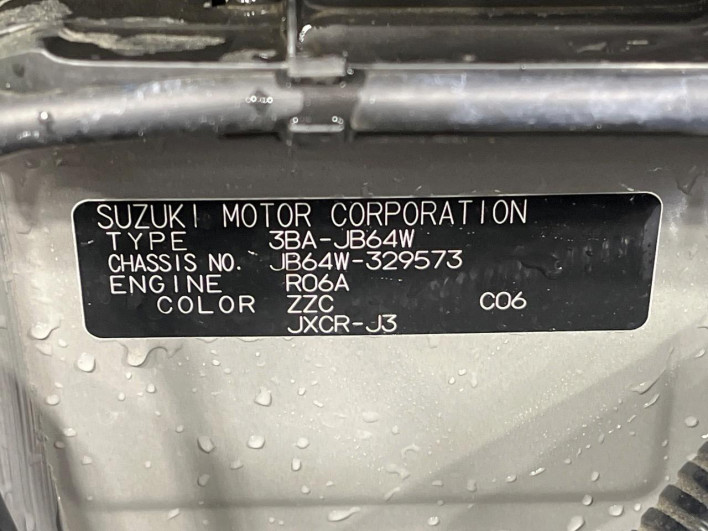 SUZUKI MOTOR CORPORATION
TYPE 3BA-JB64W
CHASSIS NO. JB64W-329573
ENGINE R06A
COLOR ZZC C06
JXCR-J3